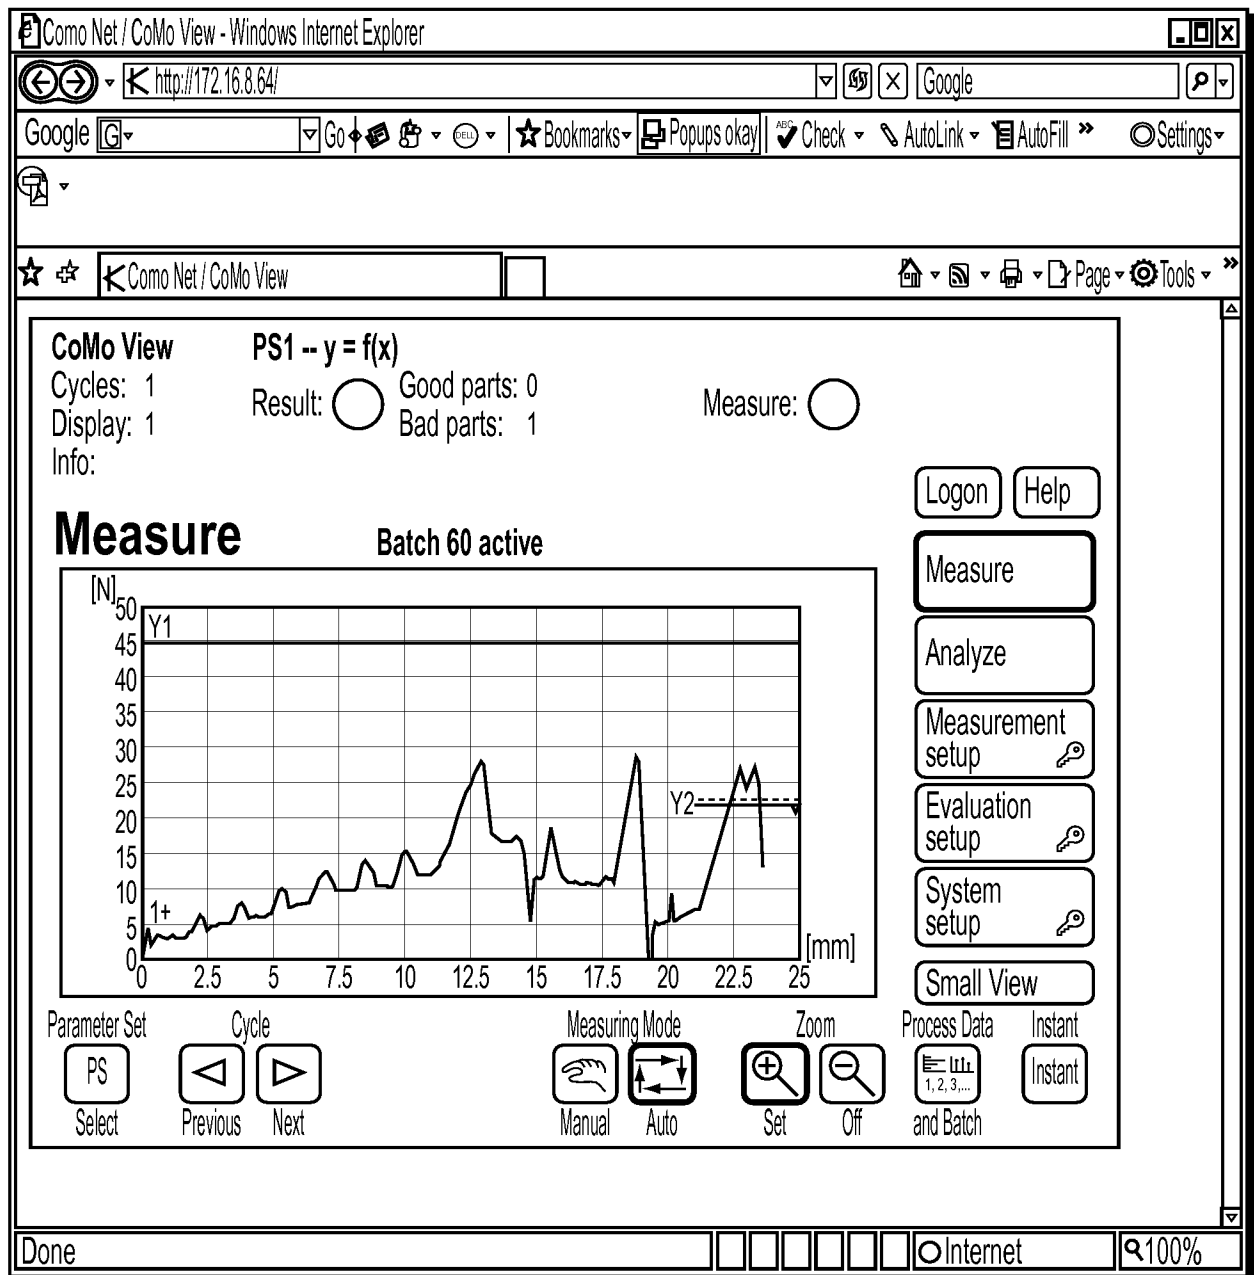 Como Net / CoMo View - Windows Internet Explorer
http://172.16.8.64/
Google
Google G Go DELL Bookmarks Popups okay ABC Check AutoLink AutoFill » Settings
Como Net / CoMo View
Page Tools »
CoMo View PS1 -- y = f(x)
Cycles: 1
Display: 1
Info:
Result:
Good parts: 0
Bad parts: 1
Measure:
Logon Help
Measure Batch 60 active
Measure
Analyze
Measurement
setup
Evaluation
setup
System
setup
Small View
[N]
50
45
40
35
30
25
20
15
10
5
0
Y1
Y2
1+
0 2.5 5 7.5 10 12.5 15 17.5 20 22.5 25
[mm]
Parameter Set Cycle Measuring Mode Zoom Process Data Instant
PS 1, 2, 3,... Instant
Select Previous Next Manual Auto Set Off and Batch
Done Internet 100%